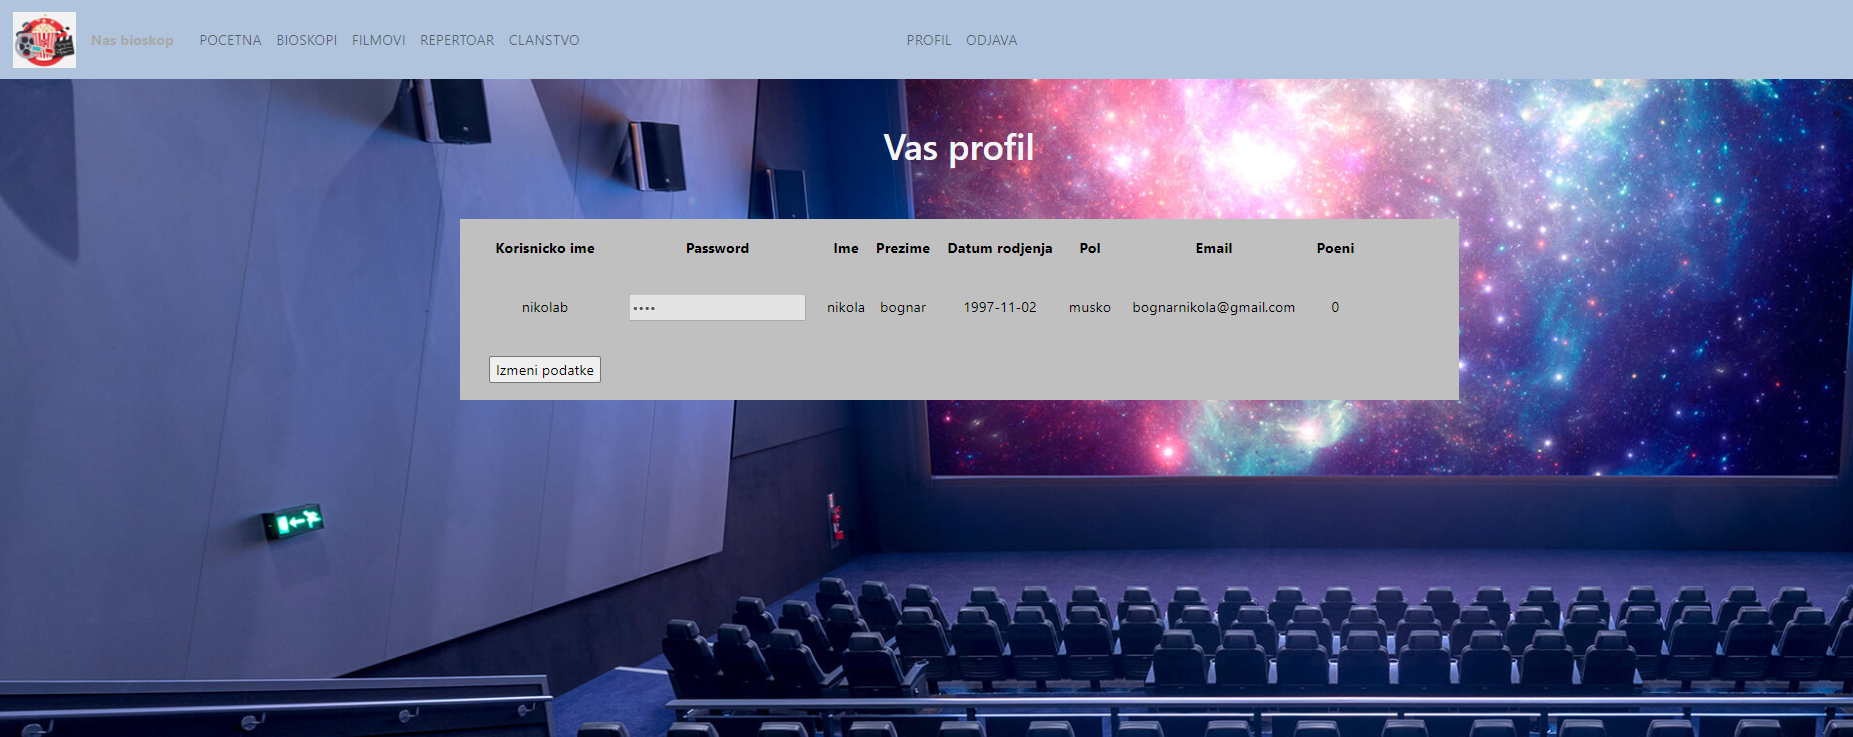 Nas bioskop POCETNA BIOSKOPI FILMOVI REPERTOAR CLANSTVO PROFIL ODJAVA
Vas profil
Korisnicko ime Password Ime Prezime Datum rodjenja Pol Email Poeni
nikolab •••• nikola bognar 1997-11-02 musko bognarnikola@gmail.com 0
Izmeni podatke